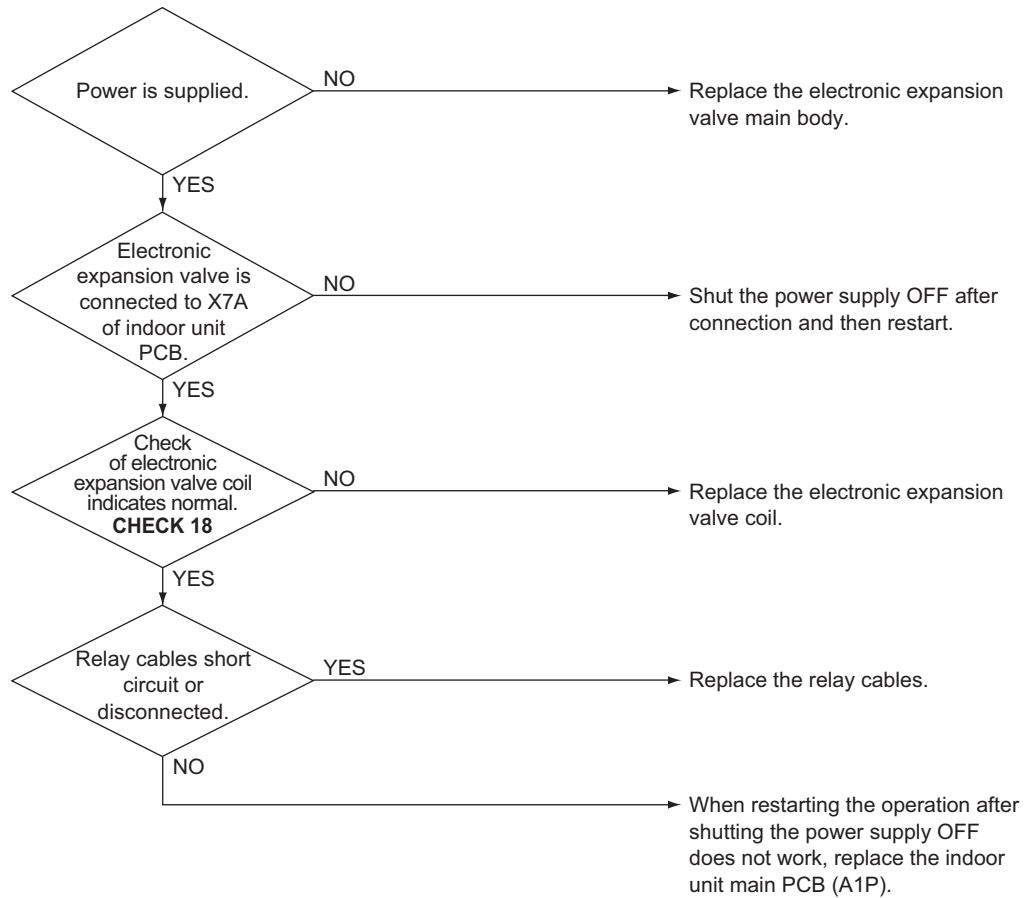 Power is supplied.
NO
Replace the electronic expansion
valve main body.
YES
Electronic
expansion valve is
connected to X7A
of indoor unit
PCB.
NO
Shut the power supply OFF after
connection and then restart.
YES
Check
of electronic
expansion valve coil
indicates normal.
CHECK 18
NO
Replace the electronic expansion
valve coil.
YES
Relay cables short
circuit or
disconnected.
YES
Replace the relay cables.
NO
When restarting the operation after
shutting the power supply OFF
does not work, replace the indoor
unit main PCB (A1P).